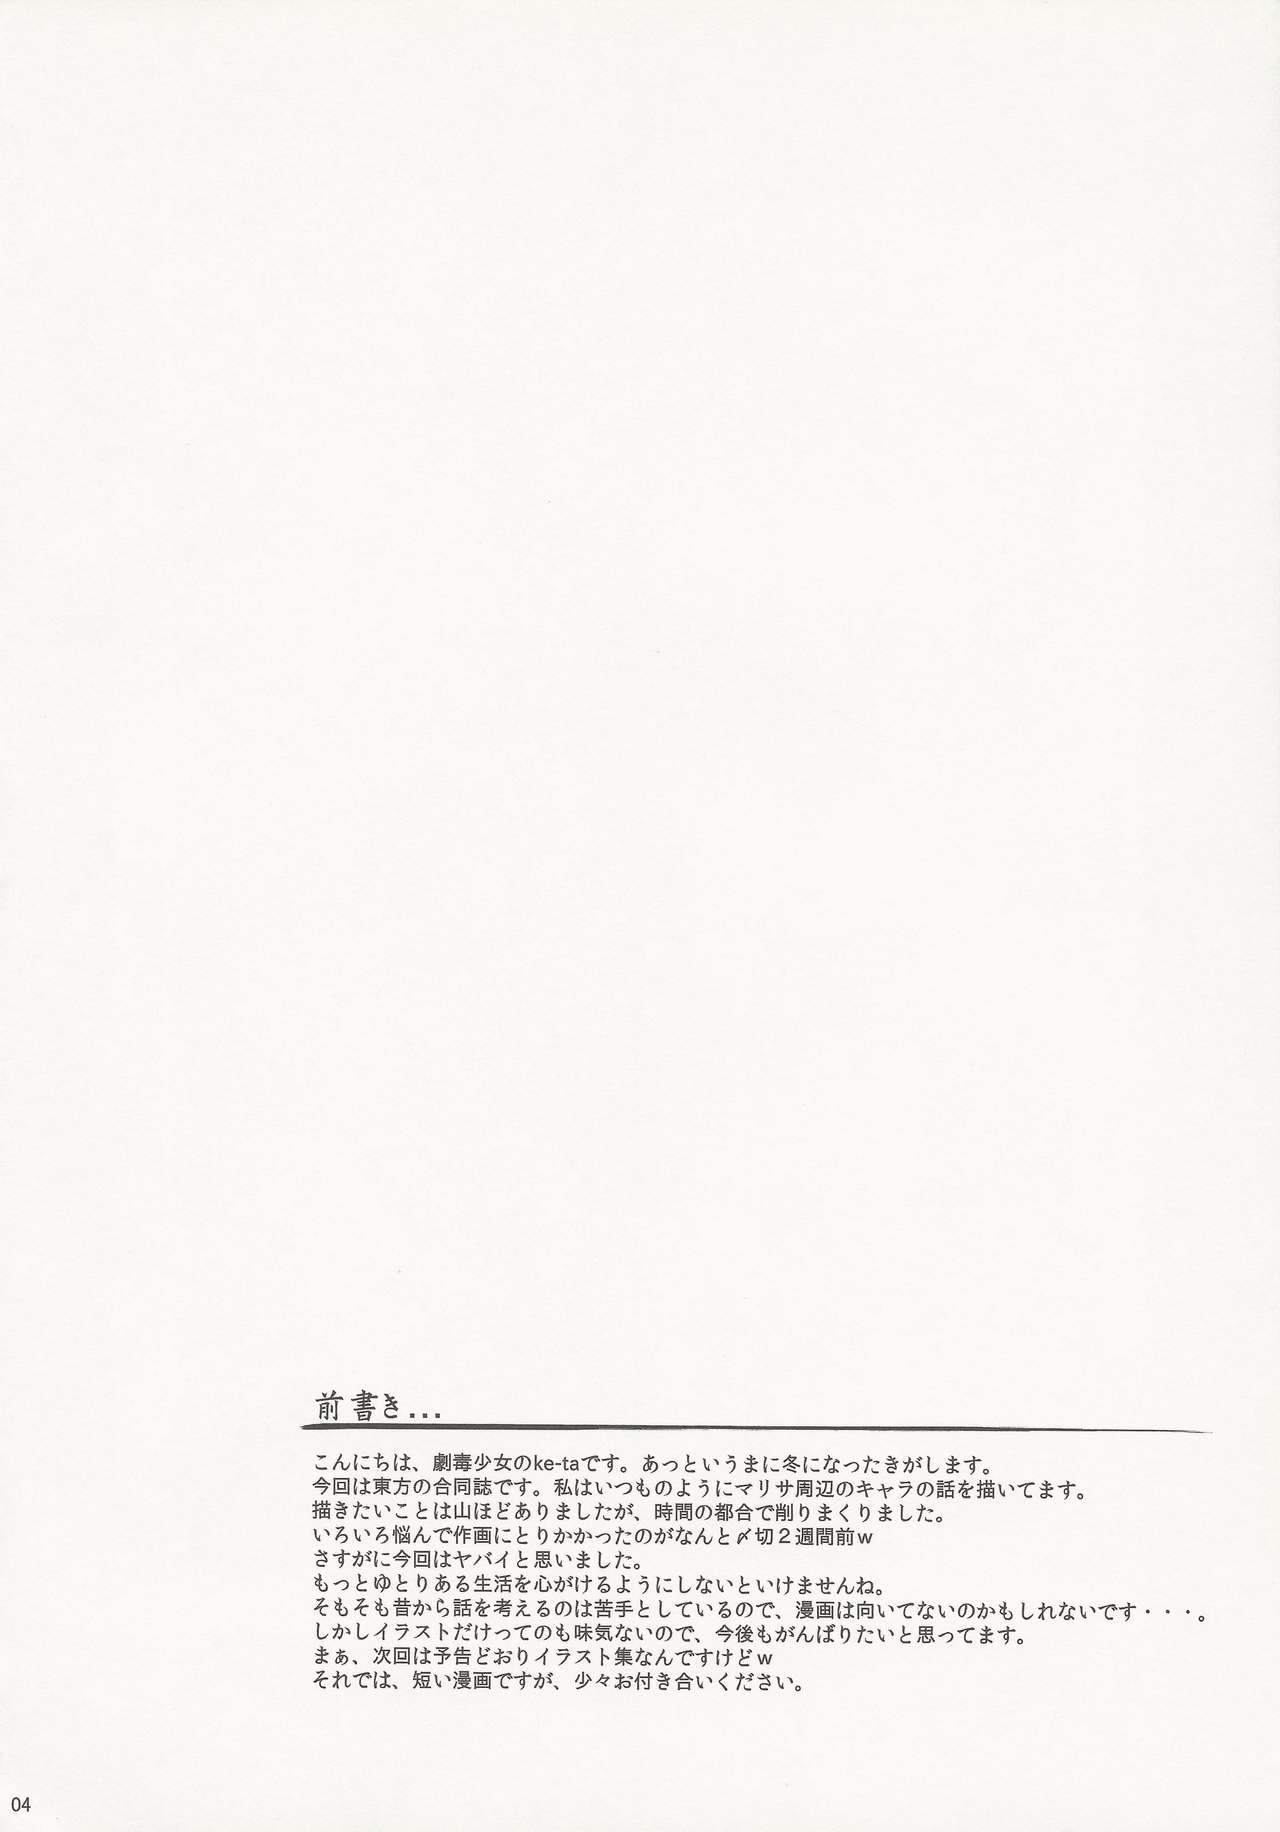 前書き...
こんにちは、劇毒少女のke-taです。あっというまに冬になったきがします。
今回は東方の合同誌です。私はいつものようにマリサ周辺のキャラの話を描いてます。
描きたいことは山ほどありましたが、時間の都合で削りまくりました。
いろいろ悩んで作画にとりかかったのがなんと〆切２週間前ｗ
さすがに今回はヤバイと思いました。
もっとゆとりある生活を心がけるようにしないといけませんね。
そもそも昔から話を考えるのは苦手としているので、漫画は向いてないのかもしれないです・・・。
しかしイラストだけってのも味気ないので、今後もがんばりたいと思ってます。
まぁ、次回は予告どおりイラスト集なんですけどｗ
それでは、短い漫画ですが、少々お付き合いください。
04